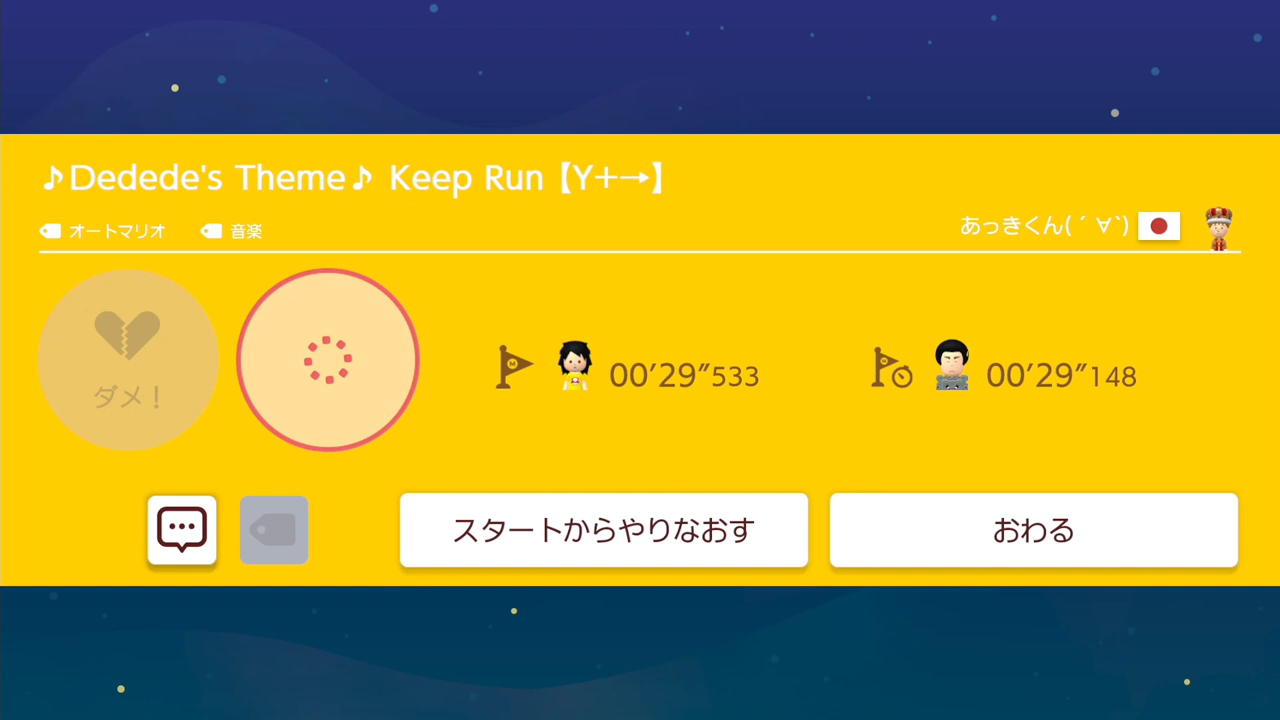 ♪Dedede's Theme♪ Keep Run【Y+→】
オートマリオ 音楽
あっきくん( ´ ∀`)
ダメ!
00′29″533
00′29″148
スタートからやりなおす
おわる